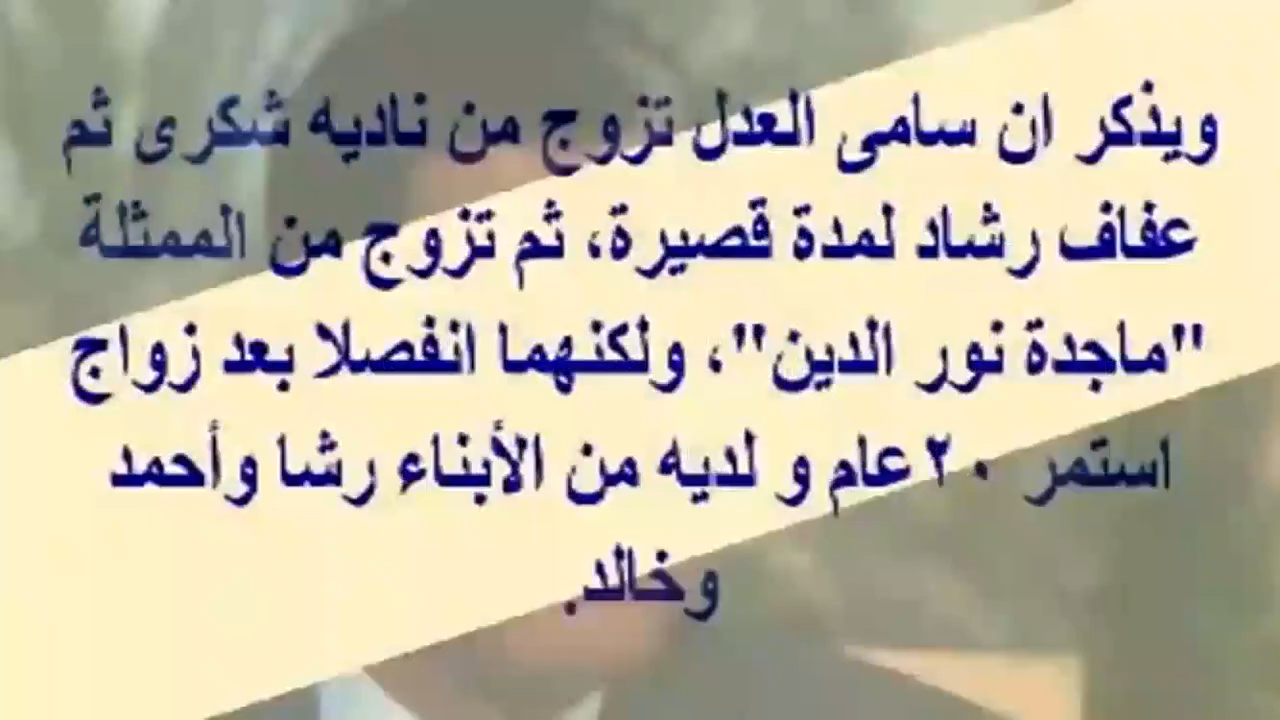 ويذكر ان سامى العدل تزوج من ناديه شكرى ثم
عفاف رشاد لمدة قصيرة، ثم تزوج من الممثلة
"ماجدة نور الدين"، ولكنهما انفصلا بعد زواج
استمر ٢٠ عام و لديه من الأبناء رشا وأحمد
وخالد.